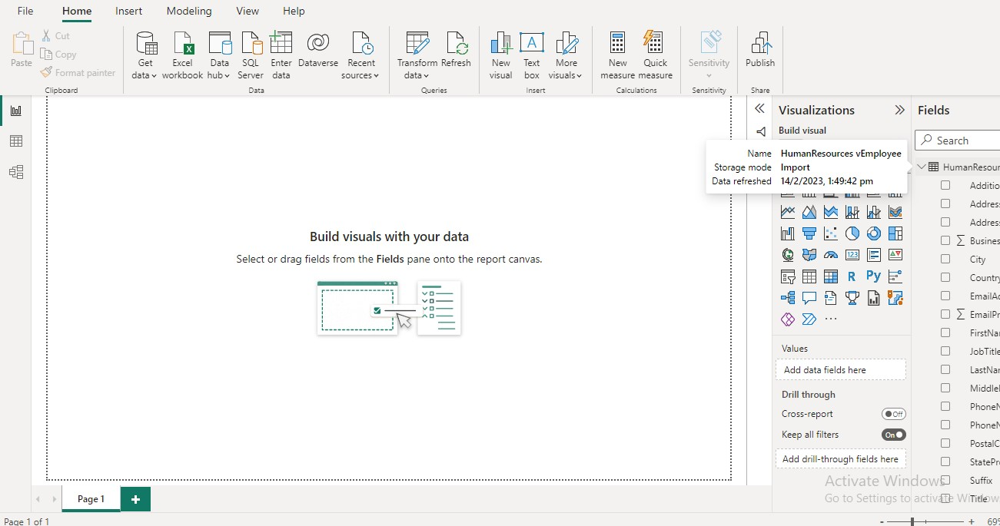 File Home Insert Modeling View Help
Paste
Cut
Copy
Format painter
Clipboard
Get data
Excel workbook
Data hub
SQL Server
Enter data
Dataverse
Recent sources
Data
Transform data
Refresh
Queries
New visual
Text box
More visuals
Insert
New measure
Quick measure
Calculations
Sensitivity
Sensitivity
Publish
Share
Build visuals with your data
Select or drag fields from the Fields pane onto the report canvas.
Visualizations
Build visual
Name HumanResources vEmployee
Storage mode Import
Data refreshed 14/2/2023, 1:49:42 pm
A
123
R
Py
Values
Add data fields here
Drill through
Cross-report Off
Keep all filters On
Add drill-through fields here
Fields
Search
HumanResour
Additio
Addres
Addres
Σ Busines
City
Country
EmailAd
Σ EmailPr
FirstNa
JobTitle
LastNa
Middle
PhoneN
PhoneN
PostalC
StatePr
Suffix
Title
Activate Windows
Go to Settings to activate Windows
Page 1 +
Page 1 of 1
- + 69%